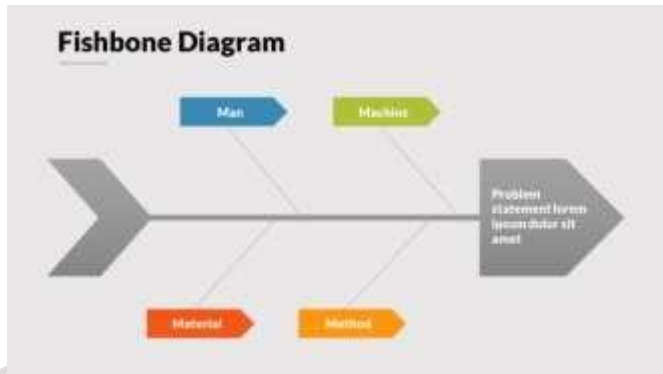 Fishbone Diagram
Man
Machine
Problem
statement lorem
ipsum dolor sit
amet
Material
Method